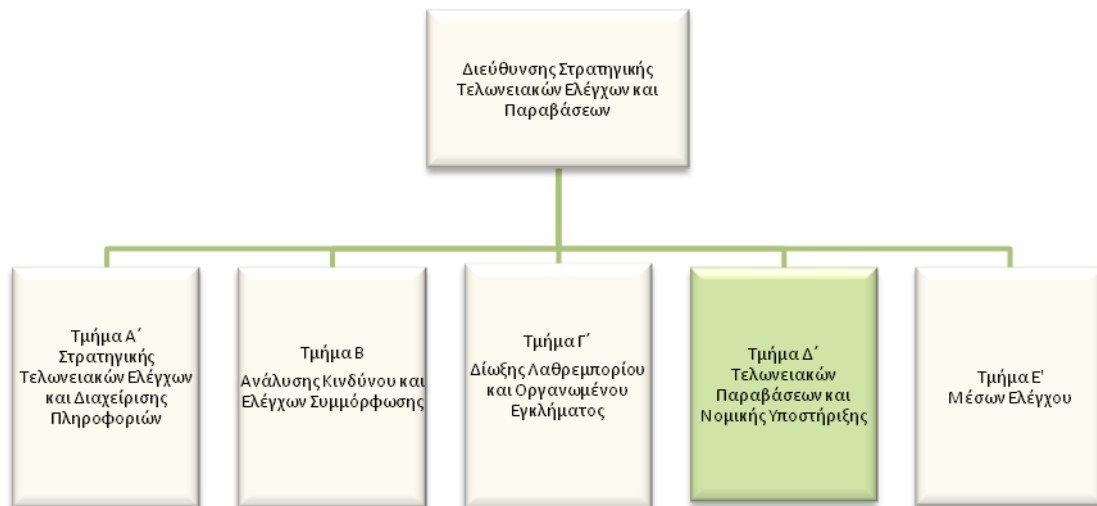 Διεύθυνσης Στρατηγικής
Τελωνειακών Ελέγχων και
Παραβάσεων
Τμήμα Α΄
Στρατηγικής
Τελωνειακών Ελέγχων
και Διαχείρισης
Πληροφοριών
Τμήμα Β
Ανάλυσης Κινδύνου και
Ελέγχων Συμμόρφωσης
Τμήμα Γ΄
Δίωξης Λαθρεμπορίου
και Οργανωμένου
Εγκλήματος
Τμήμα Δ΄
Τελωνειακών
Παραβάσεων και
Νομικής Υποστήριξης
Τμήμα Ε'
Μέσων Ελέγχου